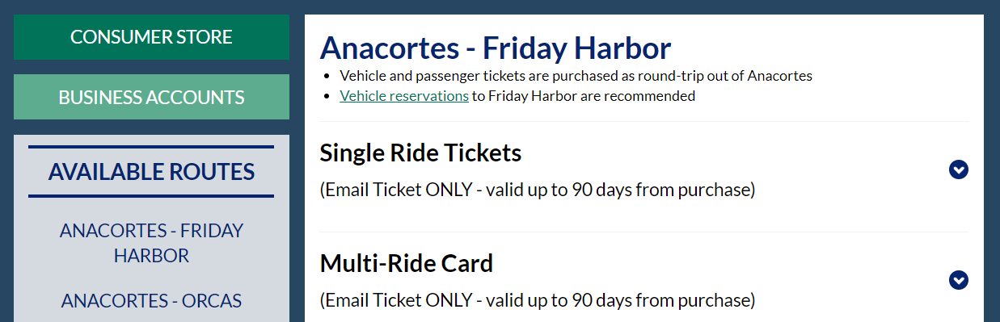 CONSUMER STORE
BUSINESS ACCOUNTS
AVAILABLE ROUTES
ANACORTES - FRIDAY
HARBOR
ANACORTES - ORCAS
Anacortes - Friday Harbor
• Vehicle and passenger tickets are purchased as round-trip out of Anacortes
• Vehicle reservations to Friday Harbor are recommended
Single Ride Tickets
(Email Ticket ONLY - valid up to 90 days from purchase)
Multi-Ride Card
(Email Ticket ONLY - valid up to 90 days from purchase)